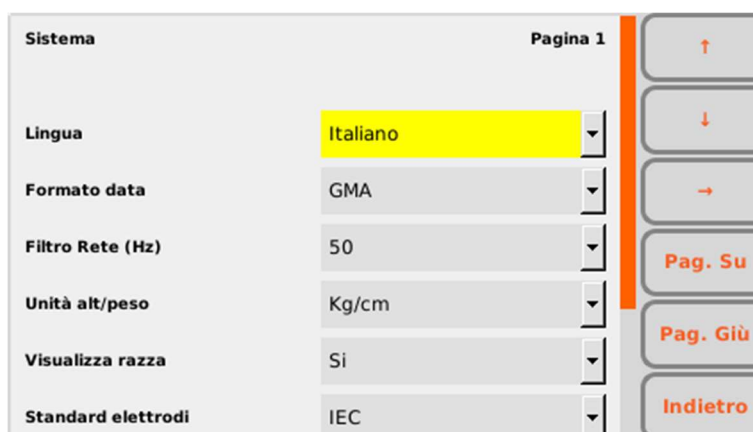 Sistema Pagina 1
Lingua Italiano
Formato data GMA
Filtro Rete (Hz) 50
Unità alt/peso Kg/cm
Visualizza razza Si
Standard elettrodi IEC
↑
↓
→
Pag. Su
Pag. Giù
Indietro